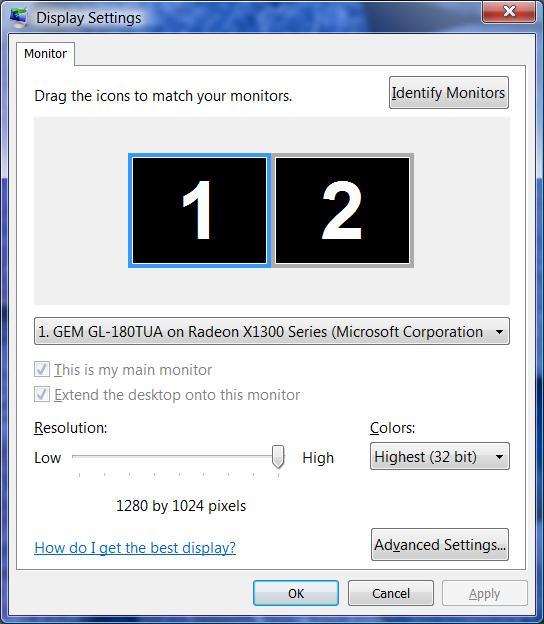 Display Settings
Monitor
Drag the icons to match your monitors.
Identify Monitors
1
2
1. GEM GL-180TUA on Radeon X1300 Series (Microsoft Corporation
This is my main monitor
Extend the desktop onto this monitor
Resolution:
Colors:
Low
High
Highest (32 bit)
1280 by 1024 pixels
How do I get the best display?
Advanced Settings...
OK
Cancel
Apply